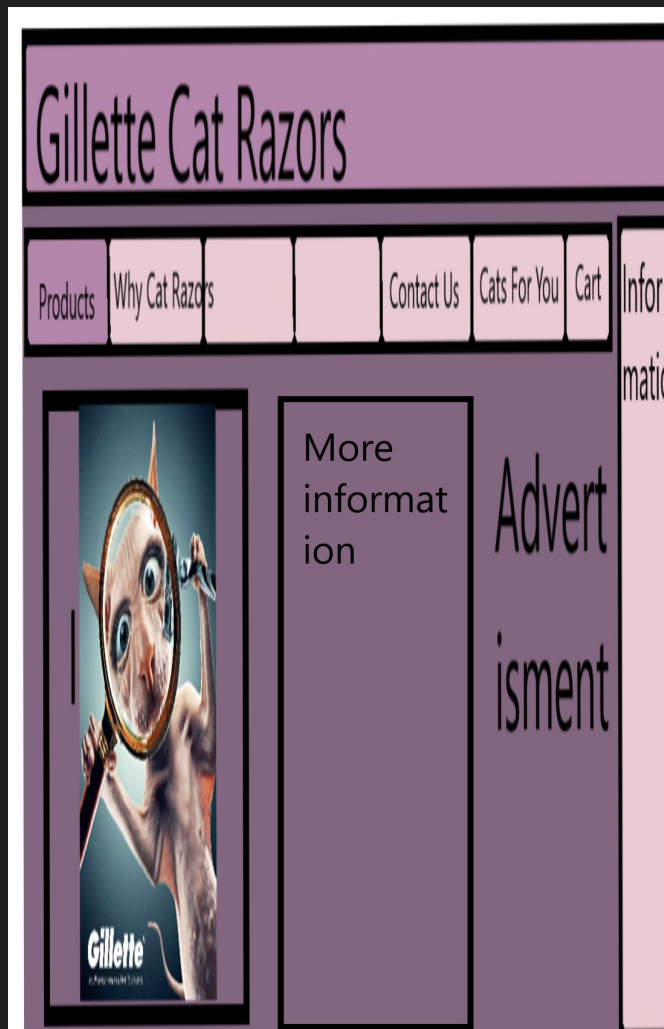 Gillette Cat Razors
Products
Why Cat Razors
Contact Us
Cats For You
Cart
Infor
matio
More
informat
ion
Advert
isment
I
Gillette